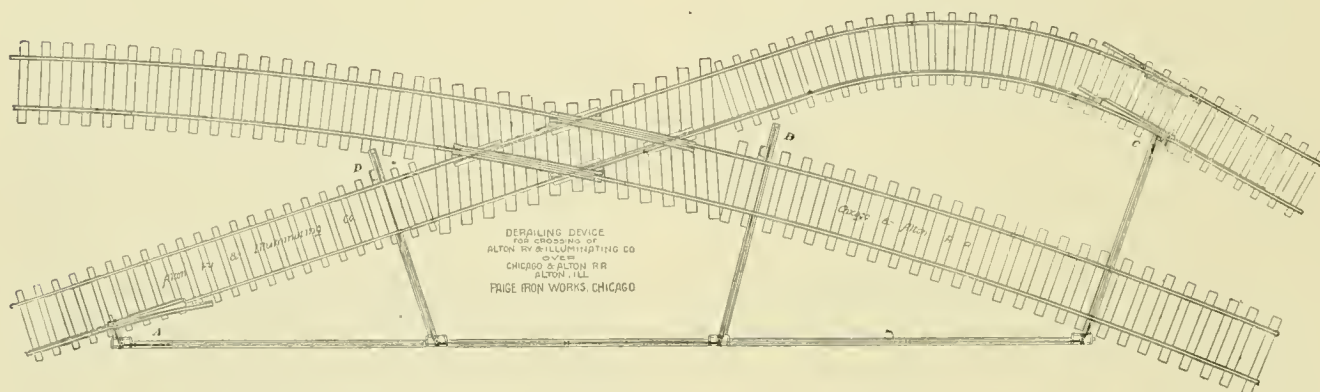 D
B
C
Alton Ry & Illuminating Co
Chicago & Alton R R
DERAILING DEVICE
FOR CROSSING OF
ALTON RY & ILLUMINATING CO
OVER
CHICAGO & ALTON RR
ALTON, ILL
PAIGE IRON WORKS, CHICAGO
A